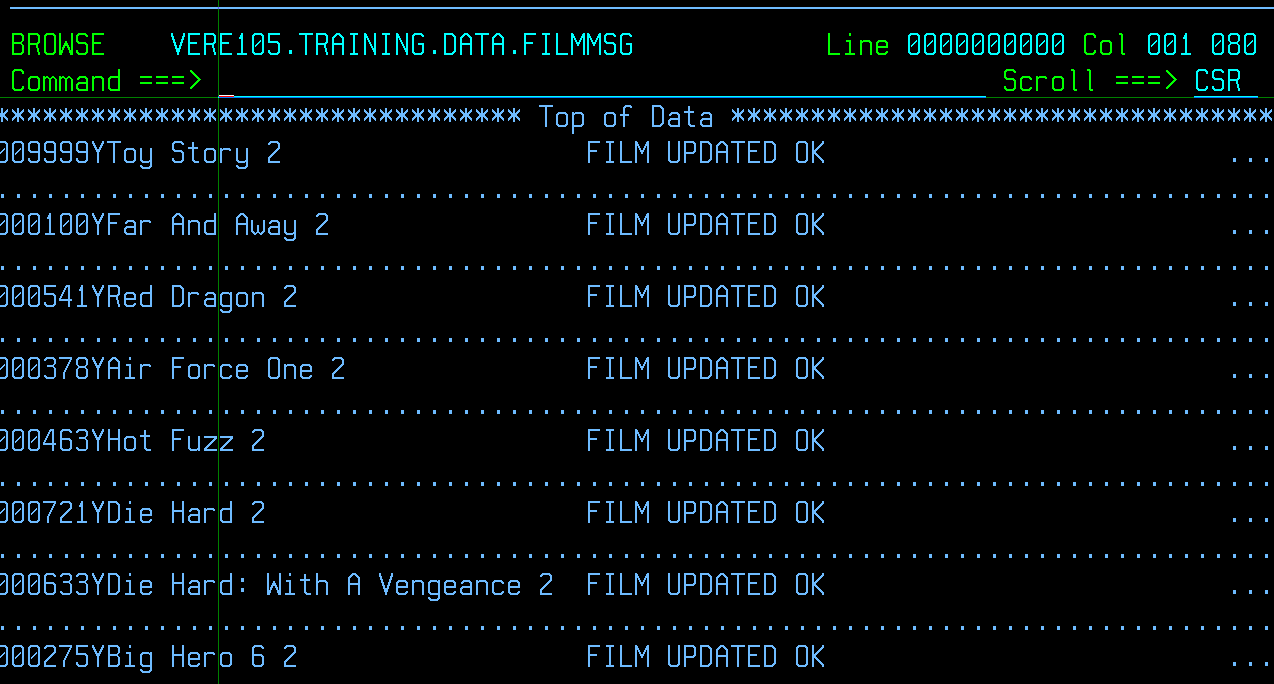 BROWSE    VERE105.TRAINING.DATA.FILMMSG            Line 0000000000 Col 001 080
Command ===>                                                  Scroll ===> CSR
********************************* Top of Data **********************************
009999YToy Story 2                   FILM UPDATED OK                         ...
................................................................................
000100YFar And Away 2                FILM UPDATED OK                         ...
................................................................................
000541YRed Dragon 2                  FILM UPDATED OK                         ...
................................................................................
000378YAir Force One 2               FILM UPDATED OK                         ...
................................................................................
000463YHot Fuzz 2                    FILM UPDATED OK                         ...
................................................................................
000721YDie Hard 2                    FILM UPDATED OK                         ...
................................................................................
000633YDie Hard: With A Vengeance 2  FILM UPDATED OK                         ...
................................................................................
000275YBig Hero 6 2                  FILM UPDATED OK                         ...